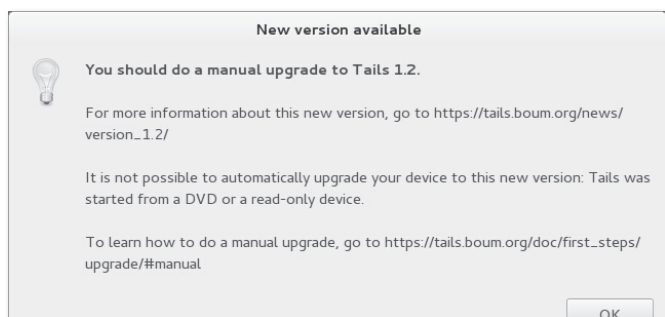 New version available
You should do a manual upgrade to Tails 1.2.
For more information about this new version, go to https://tails.boum.org/news/
version_1.2/
It is not possible to automatically upgrade your device to this new version: Tails was
started from a DVD or a read-only device.
To learn how to do a manual upgrade, go to https://tails.boum.org/doc/first_steps/
upgrade/#manual
OK